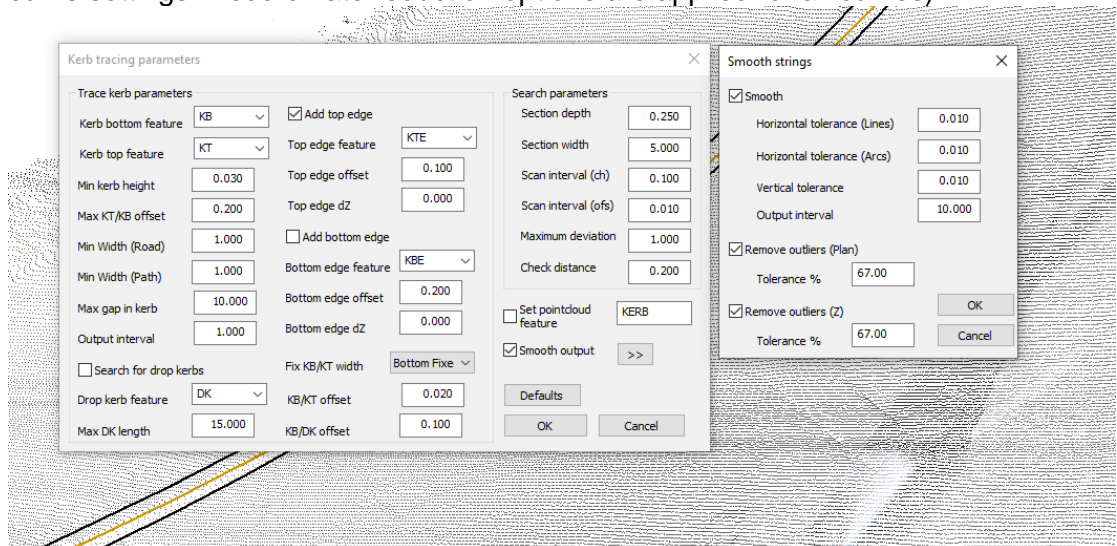 Kerb tracing parameters
Trace kerb parameters
Kerb bottom feature KB
Kerb top feature KT
Min kerb height 0.030
Max KT/KB offset 0.200
Min Width (Road) 1.000
Min Width (Path) 1.000
Max gap in kerb 10.000
Output interval 1.000
Search for drop kerbs
Drop kerb feature DK
Max DK length 15.000
Add top edge
Top edge feature KTE
Top edge offset 0.100
Top edge dZ 0.000
Add bottom edge
Bottom edge feature KBE
Bottom edge offset 0.200
Bottom edge dZ 0.000
Fix KB/KT width Bottom Fixe
KB/KT offset 0.020
KB/DK offset 0.100
Search parameters
Section depth 0.250
Section width 5.000
Scan interval (ch) 0.100
Scan interval (ofs) 0.010
Maximum deviation 1.000
Check distance 0.200
Set pointcloud
feature KERB
Smooth output >>
Defaults
OK Cancel
Smooth strings
Smooth
Horizontal tolerance (Lines) 0.010
Horizontal tolerance (Arcs) 0.010
Vertical tolerance 0.010
Output interval 10.000
Remove outliers (Plan)
Tolerance % 67.00
Remove outliers (Z)
Tolerance % 67.00
OK
Cancel